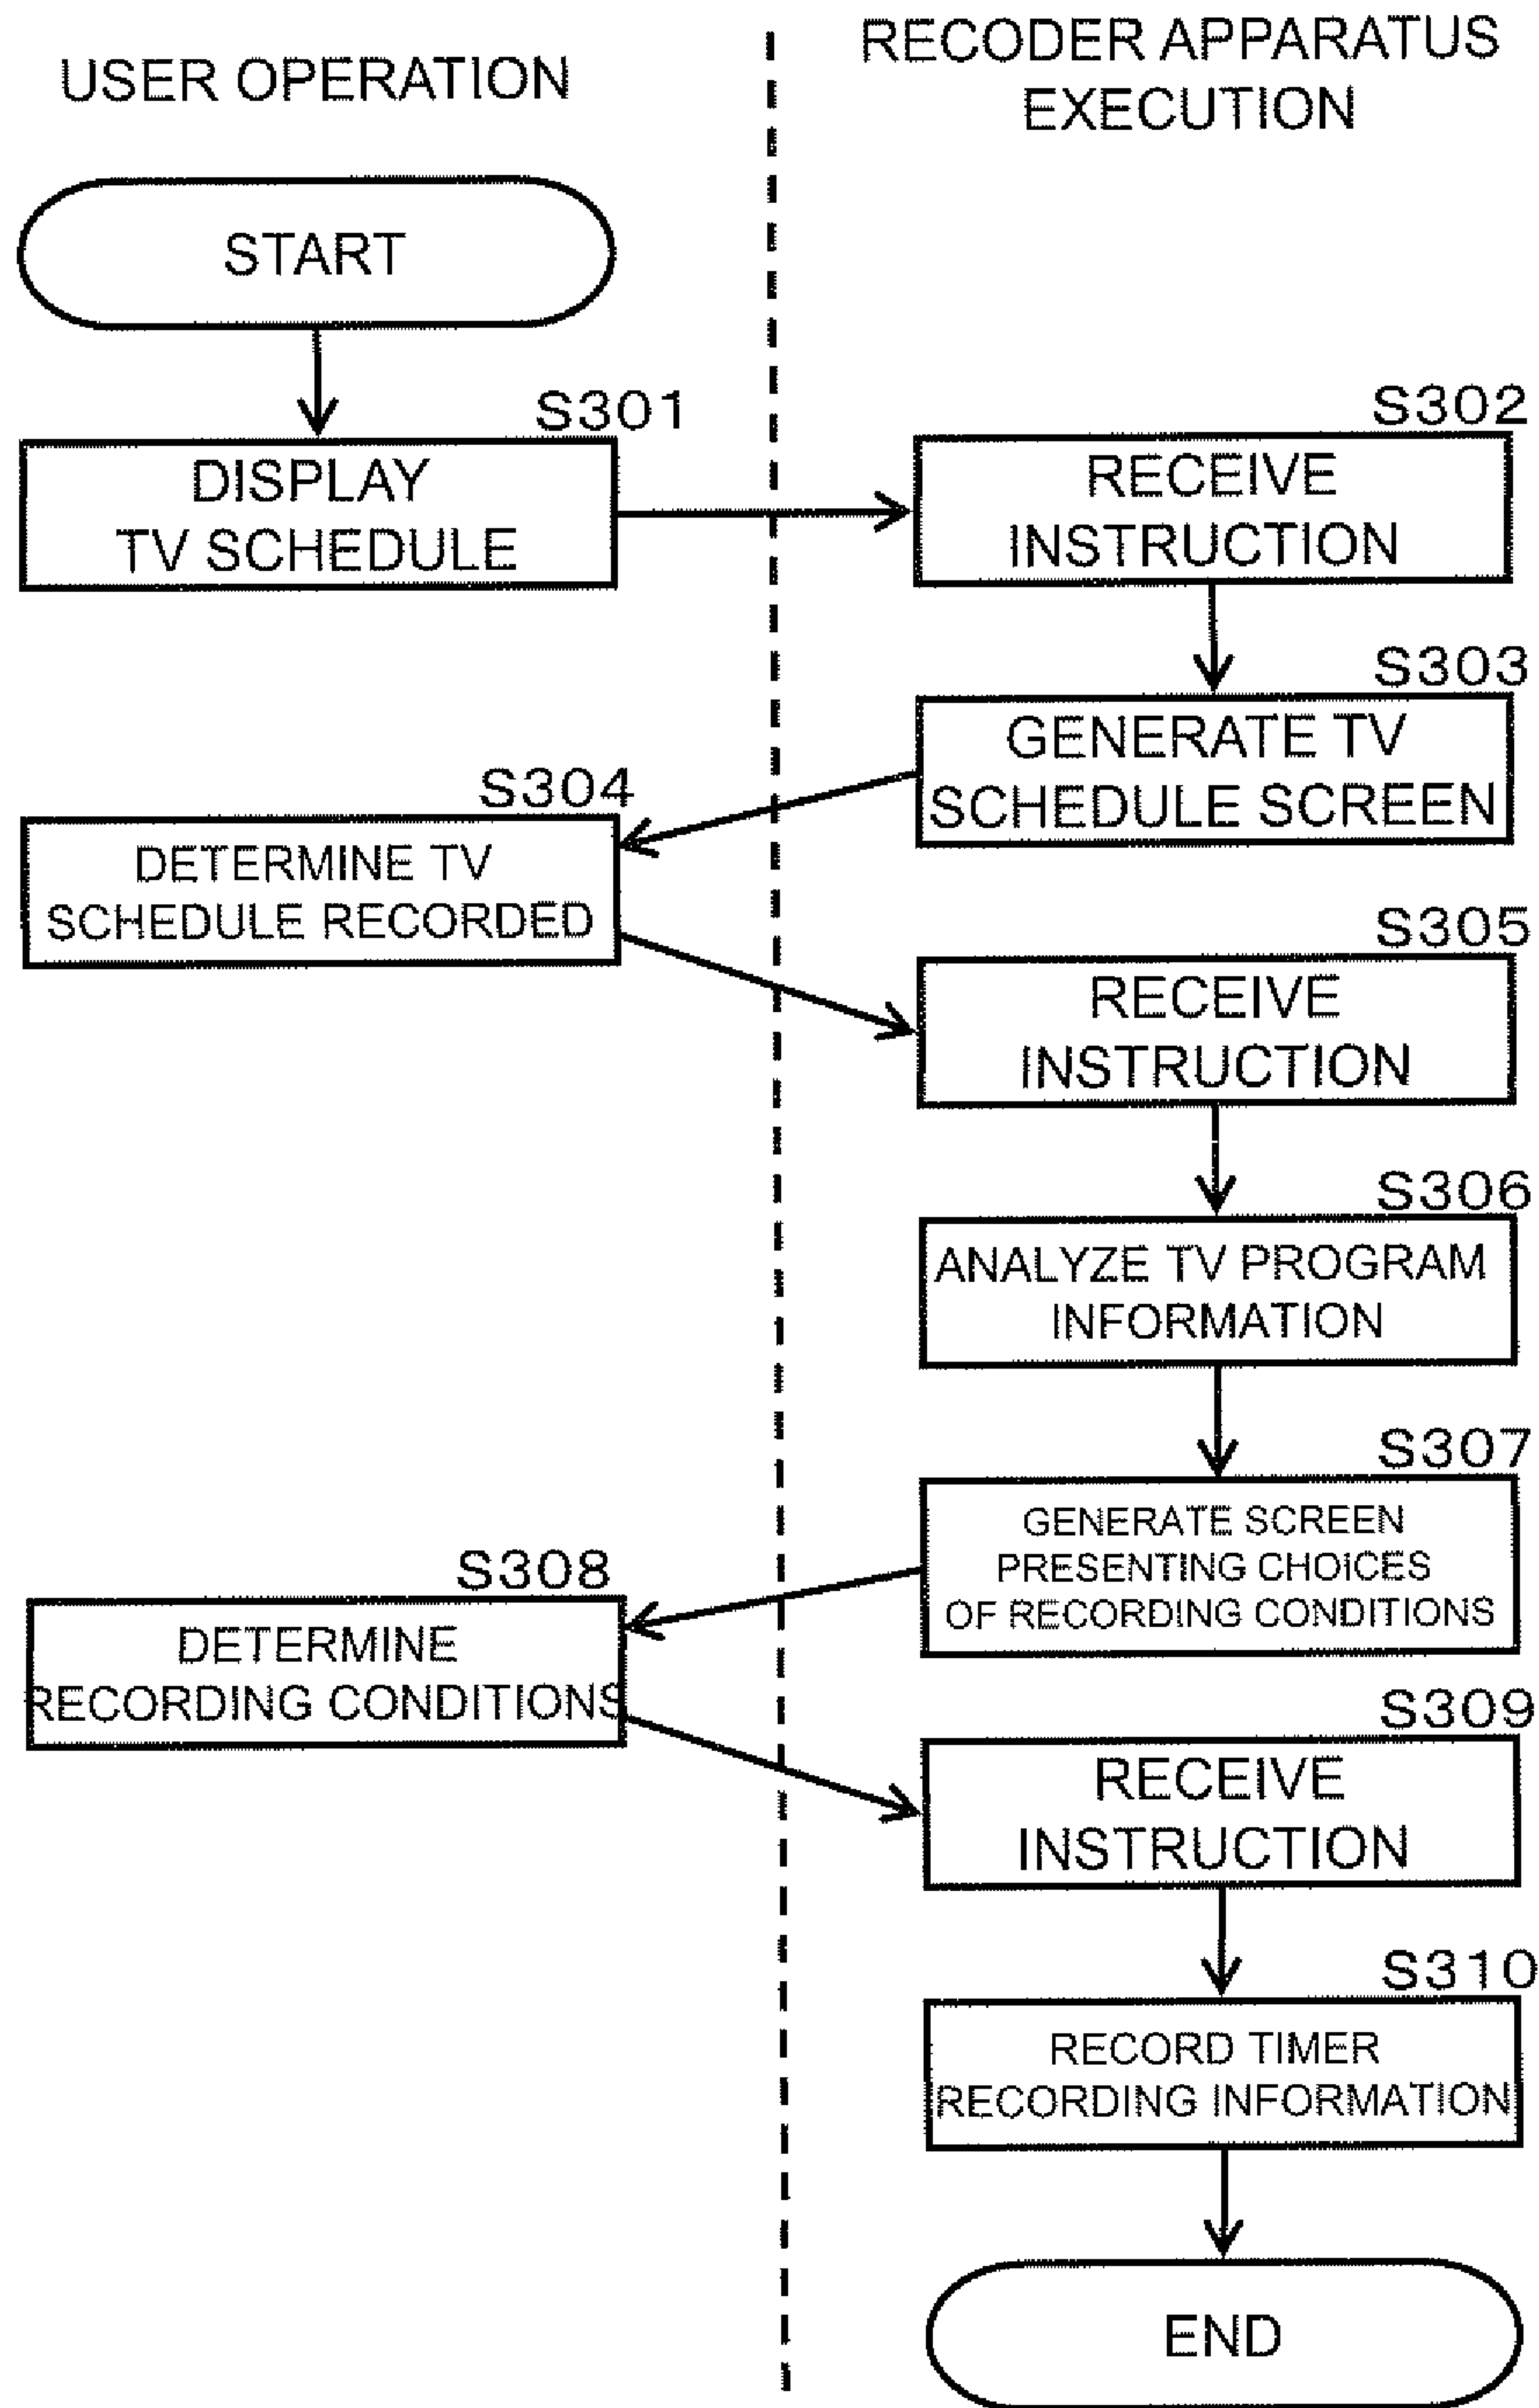 USER OPERATION
RECODER APPARATUS
EXECUTION
START
S301
DISPLAY
TV SCHEDULE
S302
RECEIVE
INSTRUCTION
S303
GENERATE TV
SCHEDULE SCREEN
S304
DETERMINE TV
SCHEDULE RECORDED
S305
RECEIVE
INSTRUCTION
S306
ANALYZE TV PROGRAM
INFORMATION
S307
GENERATE SCREEN
PRESENTING CHOICES
OF RECORDING CONDITIONS
S308
DETERMINE
RECORDING CONDITIONS
S309
RECEIVE
INSTRUCTION
S310
RECORD TIMER
RECORDING INFORMATION
END